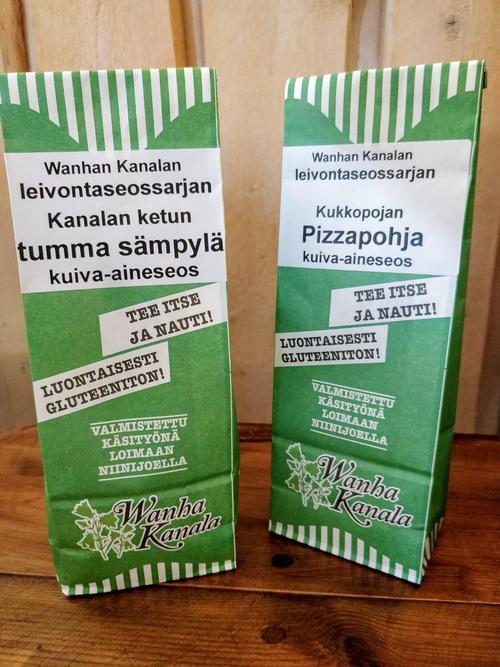 Wanhan Kanalan
leivontaseossarjan
Kanalan ketun
tumma sämpylä
kuiva-aineseos
TEE ITSE
JA NAUTI!
LUONTAISESTI
GLUTEENITON!
VALMISTETTU
KÄSITYÖNÄ
LOIMAAN
NIINIJOELLA
Wanha
Kanala
Wanhan Kanalan
leivontaseossarjan
Kukkopojan
Pizzapohja
kuiva-aineseos
TEE ITSE
JA NAUTI!
LUONTAISESTI
GLUTEENITON!
VALMISTETTU
KÄSITYÖNÄ
LOIMAAN
NIINIJOELLA
Wanha
Kanala